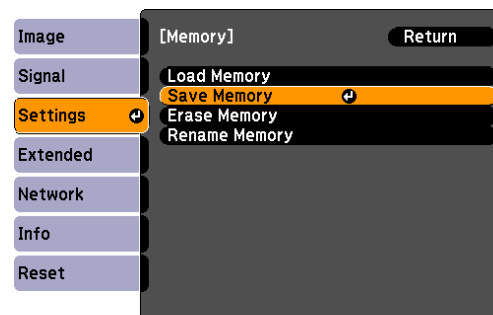 Image
Signal
Settings
Extended
Network
Info
Reset
[Memory] Return
Load Memory
Save Memory
Erase Memory
Rename Memory